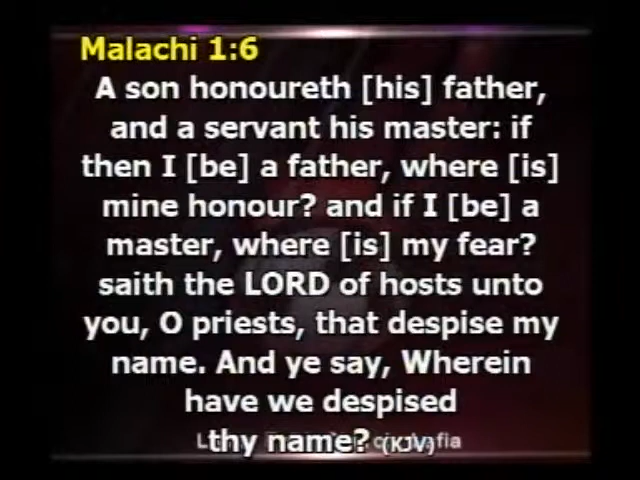 Malachi 1:6
A son honoureth [his] father,
and a servant his master: if
then I [be] a father, where [is]
mine honour? and if I [be] a
master, where [is] my fear?
saith the LORD of hosts unto
you, O priests, that despise my
name. And ye say, Wherein
have we despised
thy name? (KJV)